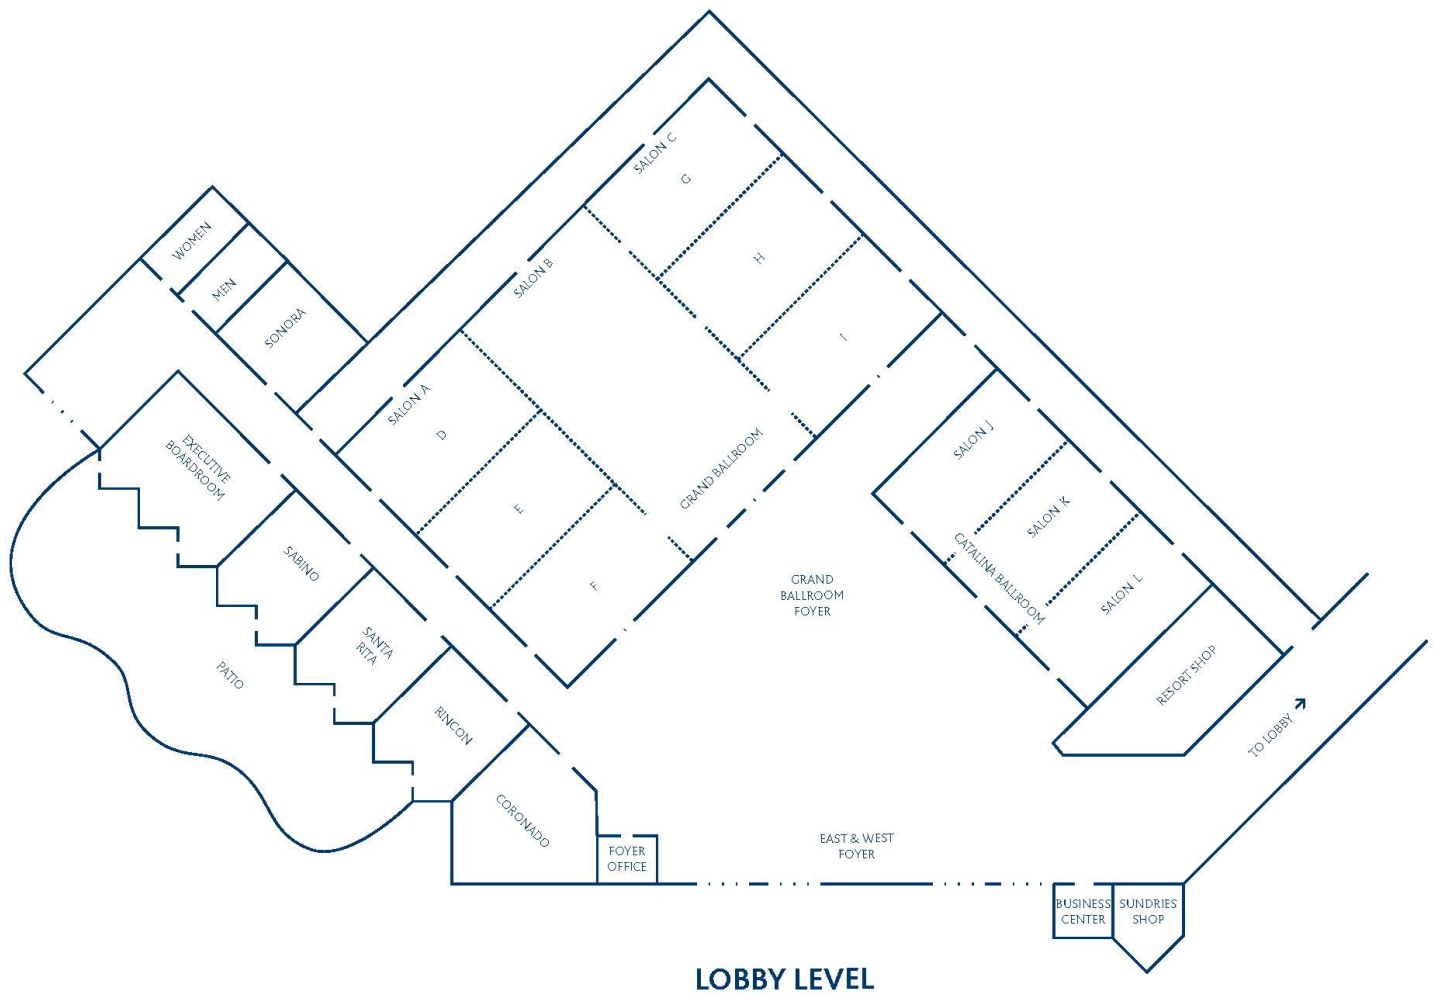 SALON C
G
WOMEN
H
SALON B
MEN
SONORA
I
SALON A
D
EXECUTIVE
BOARDROOM
GRAND BALLROOM
SALON J
E
SALON K
CATALINA BALLROOM
SABINO
F
GRAND
BALLROOM
FOYER
SALON L
SANTA
RITA
PATIO
RESORT SHOP
RINCON
TO LOBBY
CORONADO
EAST & WEST
FOYER
FOYER
OFFICE
BUSINESS
CENTER
SUNDRIES
SHOP
LOBBY LEVEL